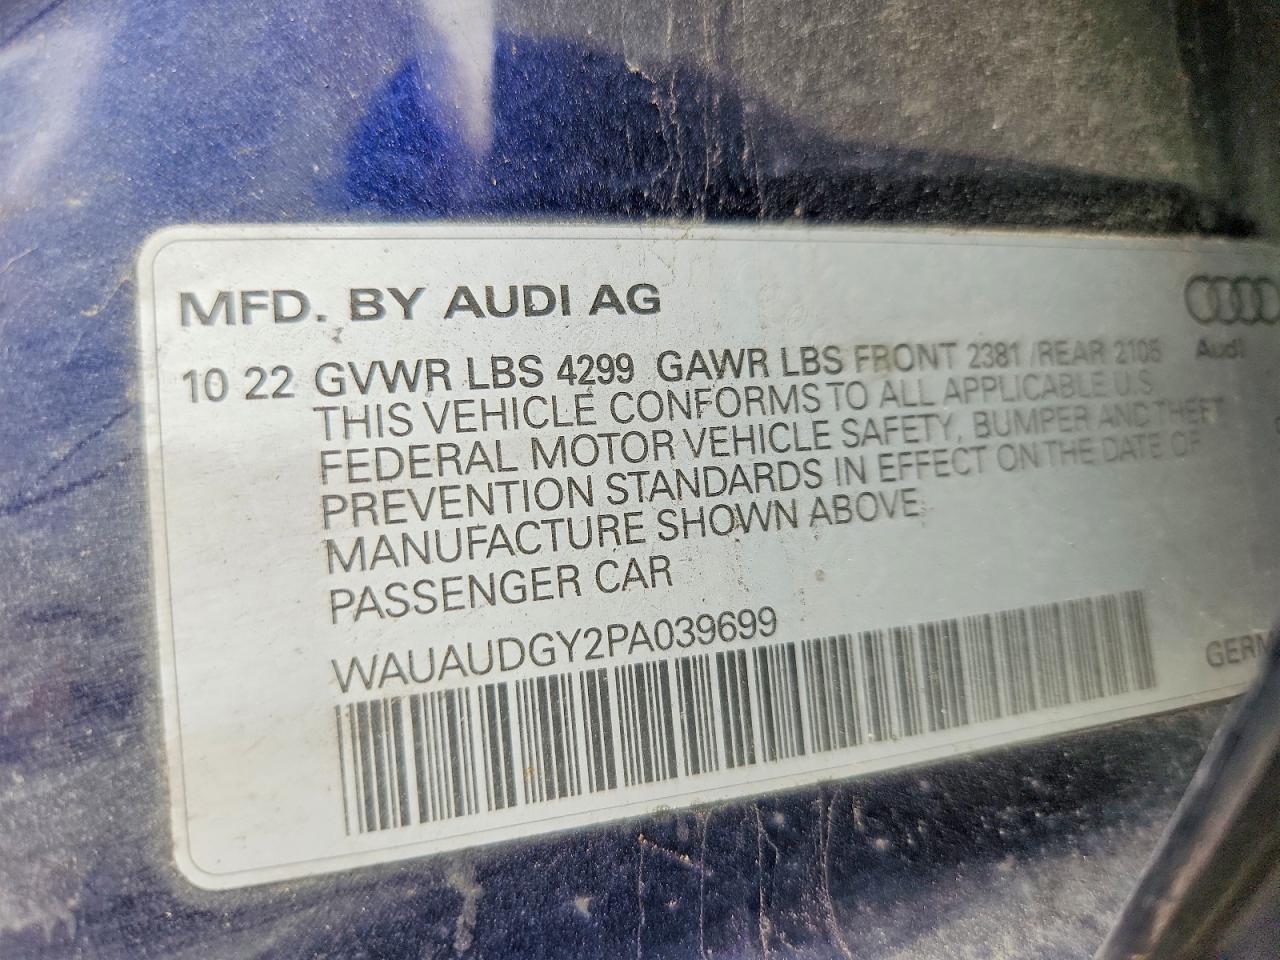 MFD. BY AUDI AG
Audi
10 22 GVWR LBS 4299 GAWR LBS FRONT 2381 / REAR 2108
THIS VEHICLE CONFORMS TO ALL APPLICABLE U.S.
FEDERAL MOTOR VEHICLE SAFETY, BUMPER AND THEFT
PREVENTION STANDARDS IN EFFECT ON THE DATE OF
MANUFACTURE SHOWN ABOVE.
PASSENGER CAR
WAUAUDGY2PA039699
GERM